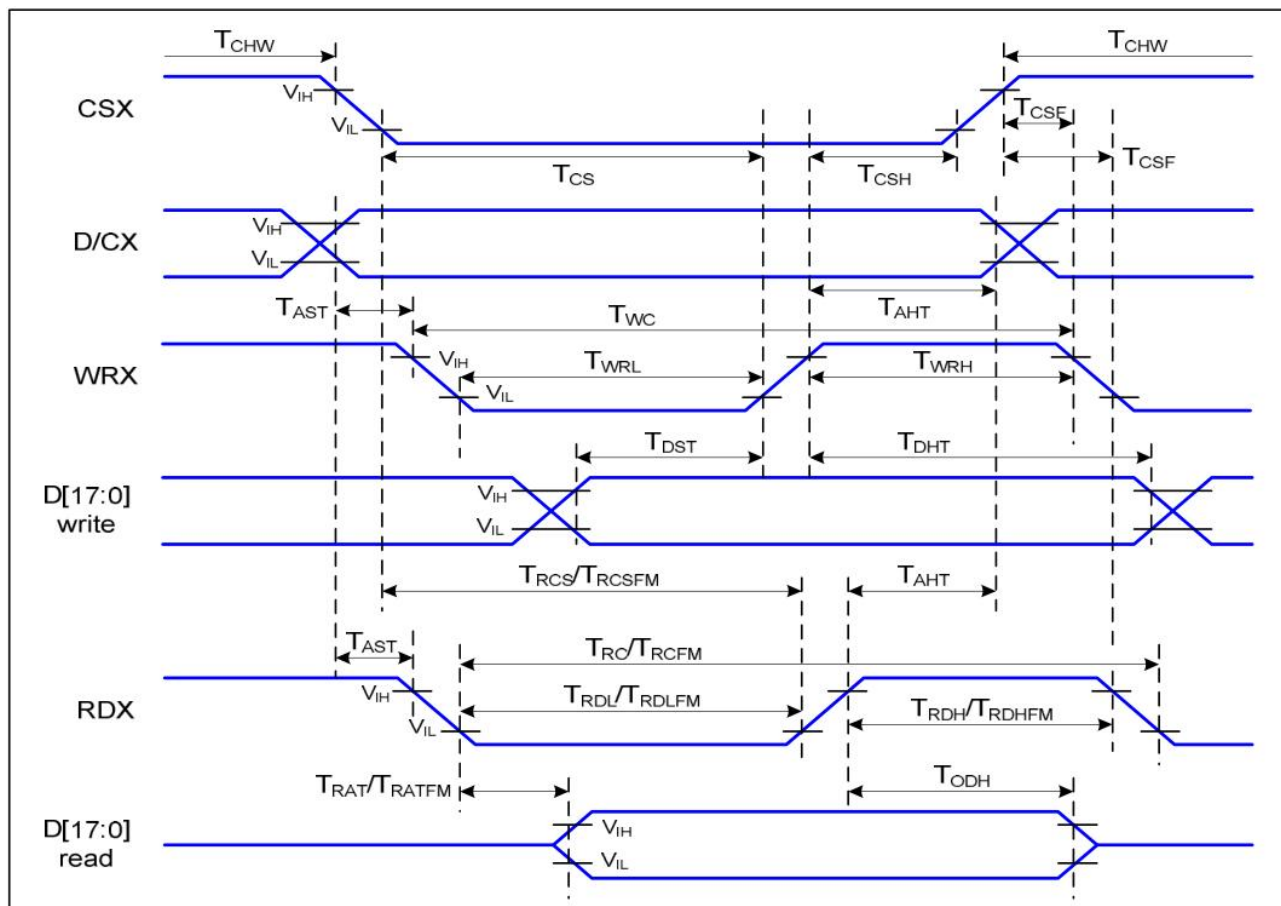 TCHW TCHW
CSX VIH TCSF
VIL TCSF
TCS TCSH
D/CX VIH
VIL
TAST TWC TAHT
WRX VIH TWRL TWRH
VIL
TDST TDHT
D[17:0] VIH
write VIL
TRCS/TRCSFM TAHT
TAST TRC/TRCFM
RDX VIH TRDL/TRDLFM TRDH/TRDHFM
VIL
TRAT/TRATFM TODH
D[17:0] VIH
read VIL